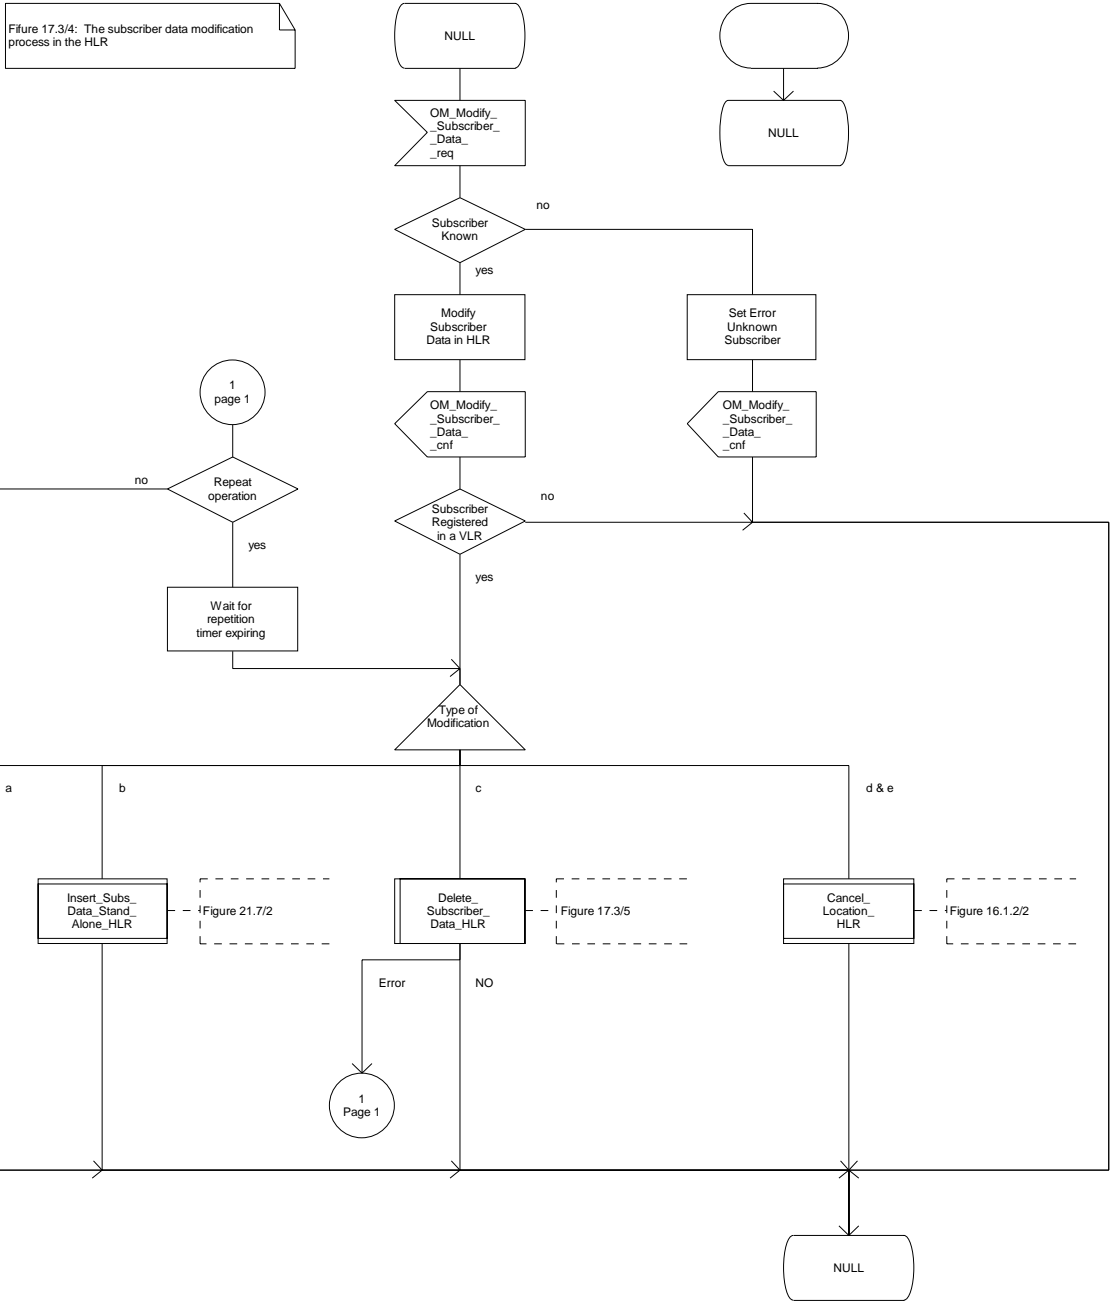 Fifure 17.3/4: The subscriber data modification
process in the HLR
NULL
OM_Modify_
_Subscriber_
_Data_
_req
NULL
Subscriber
Known
no
yes
Modify
Subscriber
Data in HLR
Set Error
Unknown
Subscriber
1
page 1
OM_Modify_
_Subscriber_
_Data_
_cnf
OM_Modify_
_Subscriber_
_Data_
_cnf
no
Repeat
operation
yes
Subscriber
Registered
in a VLR
no
yes
Wait for
repetition
timer expiring
Type of
Modification
a
b
c
d & e
Insert_Subs_
Data_Stand_
Alone_HLR
Figure 21.7/2
Delete_
Subscriber_
Data_HLR
Figure 17.3/5
Cancel_
Location_
HLR
Figure 16.1.2/2
Error
NO
1
Page 1
NULL